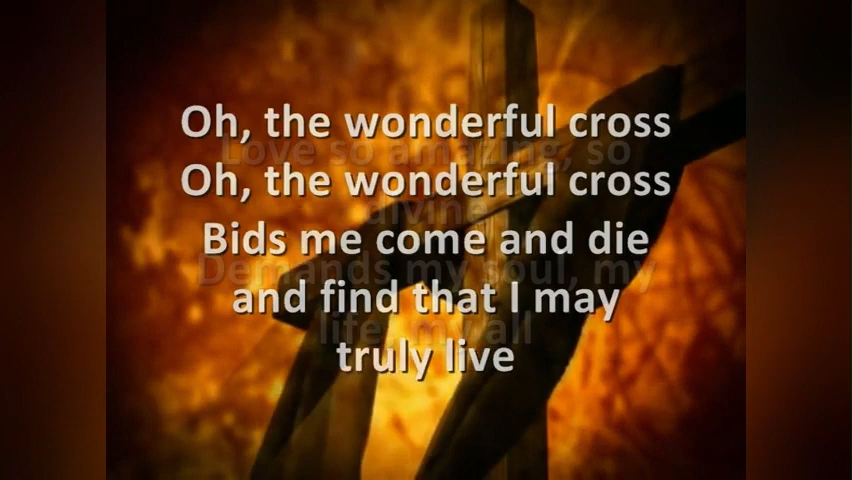 Oh, the wonderful cross
Love so amazing, so
Oh, the wonderful cross
divine,
Bids me come and die
Demands my soul, my
and find that I may
life, my all
truly live